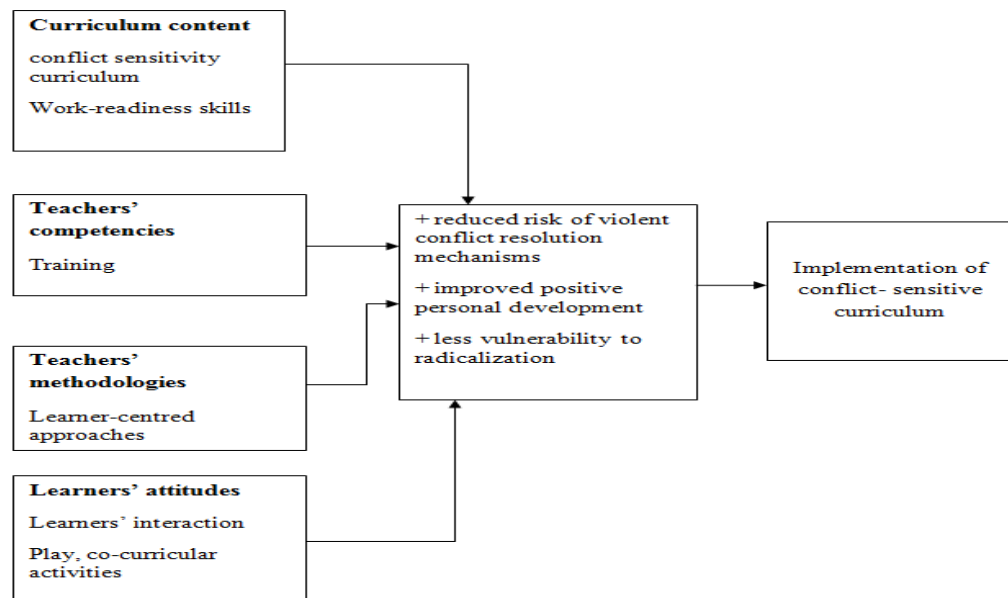 Curriculum content
conflict sensitivity
curriculum
Work-readiness skills
Teachers’
competencies
Training
Teachers’
methodologies
Learner-centred
approaches
Learners’ attitudes
Learners’ interaction
Play, co-curricular
activities
+ reduced risk of violent
conflict resolution
mechanisms
+ improved positive
personal development
+ less vulnerability to
radicalization
Implementation of
conflict- sensitive
curriculum